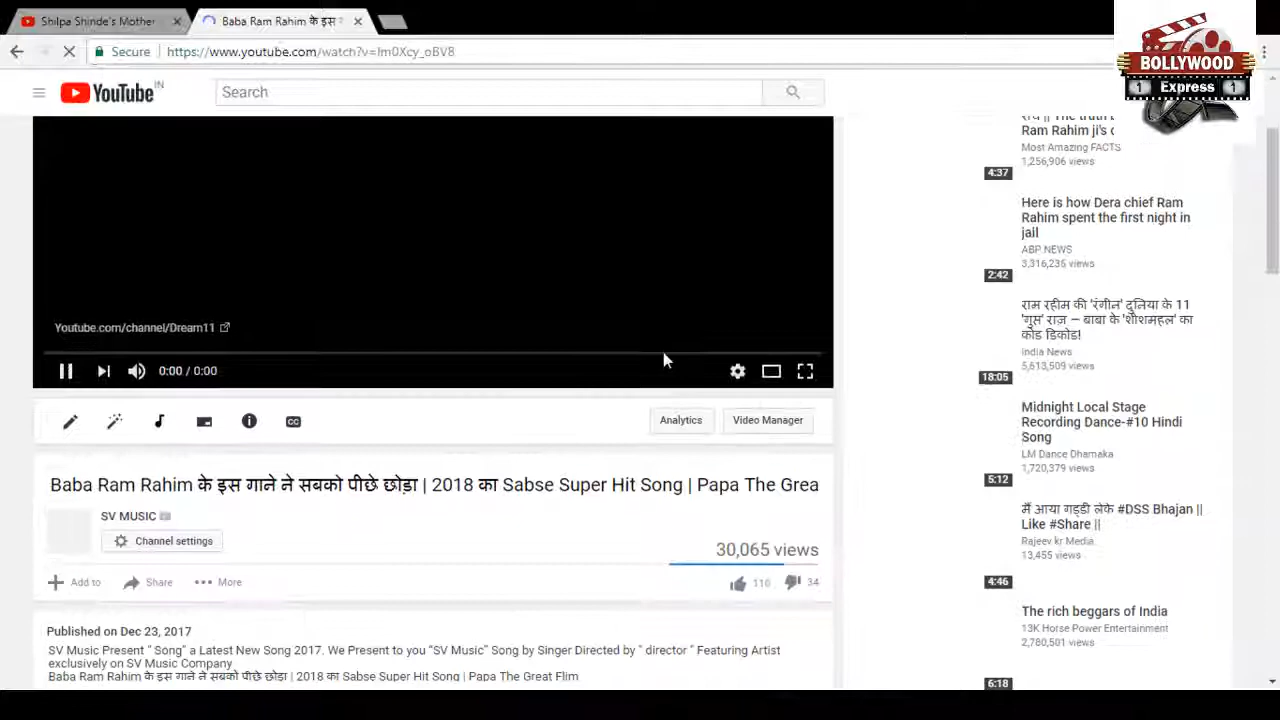 Shilpa Shinde's Mother
Baba Ram Rahim के इस
BOLLYWOOD
1 Express 1
Secure
https://www.youtube.com/watch?v=Im0Xcy_oBV8
YouTube IN
Search
Ram Rahim ji's
Most Amazing FACTS
1,256,906 views
4:37
Here is how Dera chief Ram
Rahim spent the first night in
jail
ABP NEWS
3,316,235 views
2:42
Youtube.com/channel/Dream11
0:00 / 0:00
राम रहीम की 'रंगीन' दुनिया के 11
'गुप्त' राज़ – बाबा के 'शीशमहल' का
कोड डिकोड!
India News
5,613,509 views
18:05
Analytics
Video Manager
CC
Midnight Local Stage
Recording Dance-#10 Hindi
Song
LM Dance Dhamaka
1,720,379 views
5:12
Baba Ram Rahim के इस गाने ने सबको पीछे छोड़ा | 2018 का Sabse Super Hit Song | Papa The Grea
SV MUSIC
Channel settings
30,065 views
Add to
Share
More
110
34
मैं आया गड्डी लेके #DSS Bhajan ||
Like #Share ||
Rajeev kr Media.
13,455 views
4:46
Published on Dec 23, 2017
SV Music Present " Song" a Latest New Song 2017. We Present to you "SV Music" Song by Singer Directed by " director " Featuring Artist
exclusively on SV Music Company
Baba Ram Rahim के इस गाने ने सबको पीछे छोड़ा | 2018 का Sabse Super Hit Song | Papa The Great Flim
The rich beggars of India
13K Horse Power Entertainment
2,780,501 views
6:18